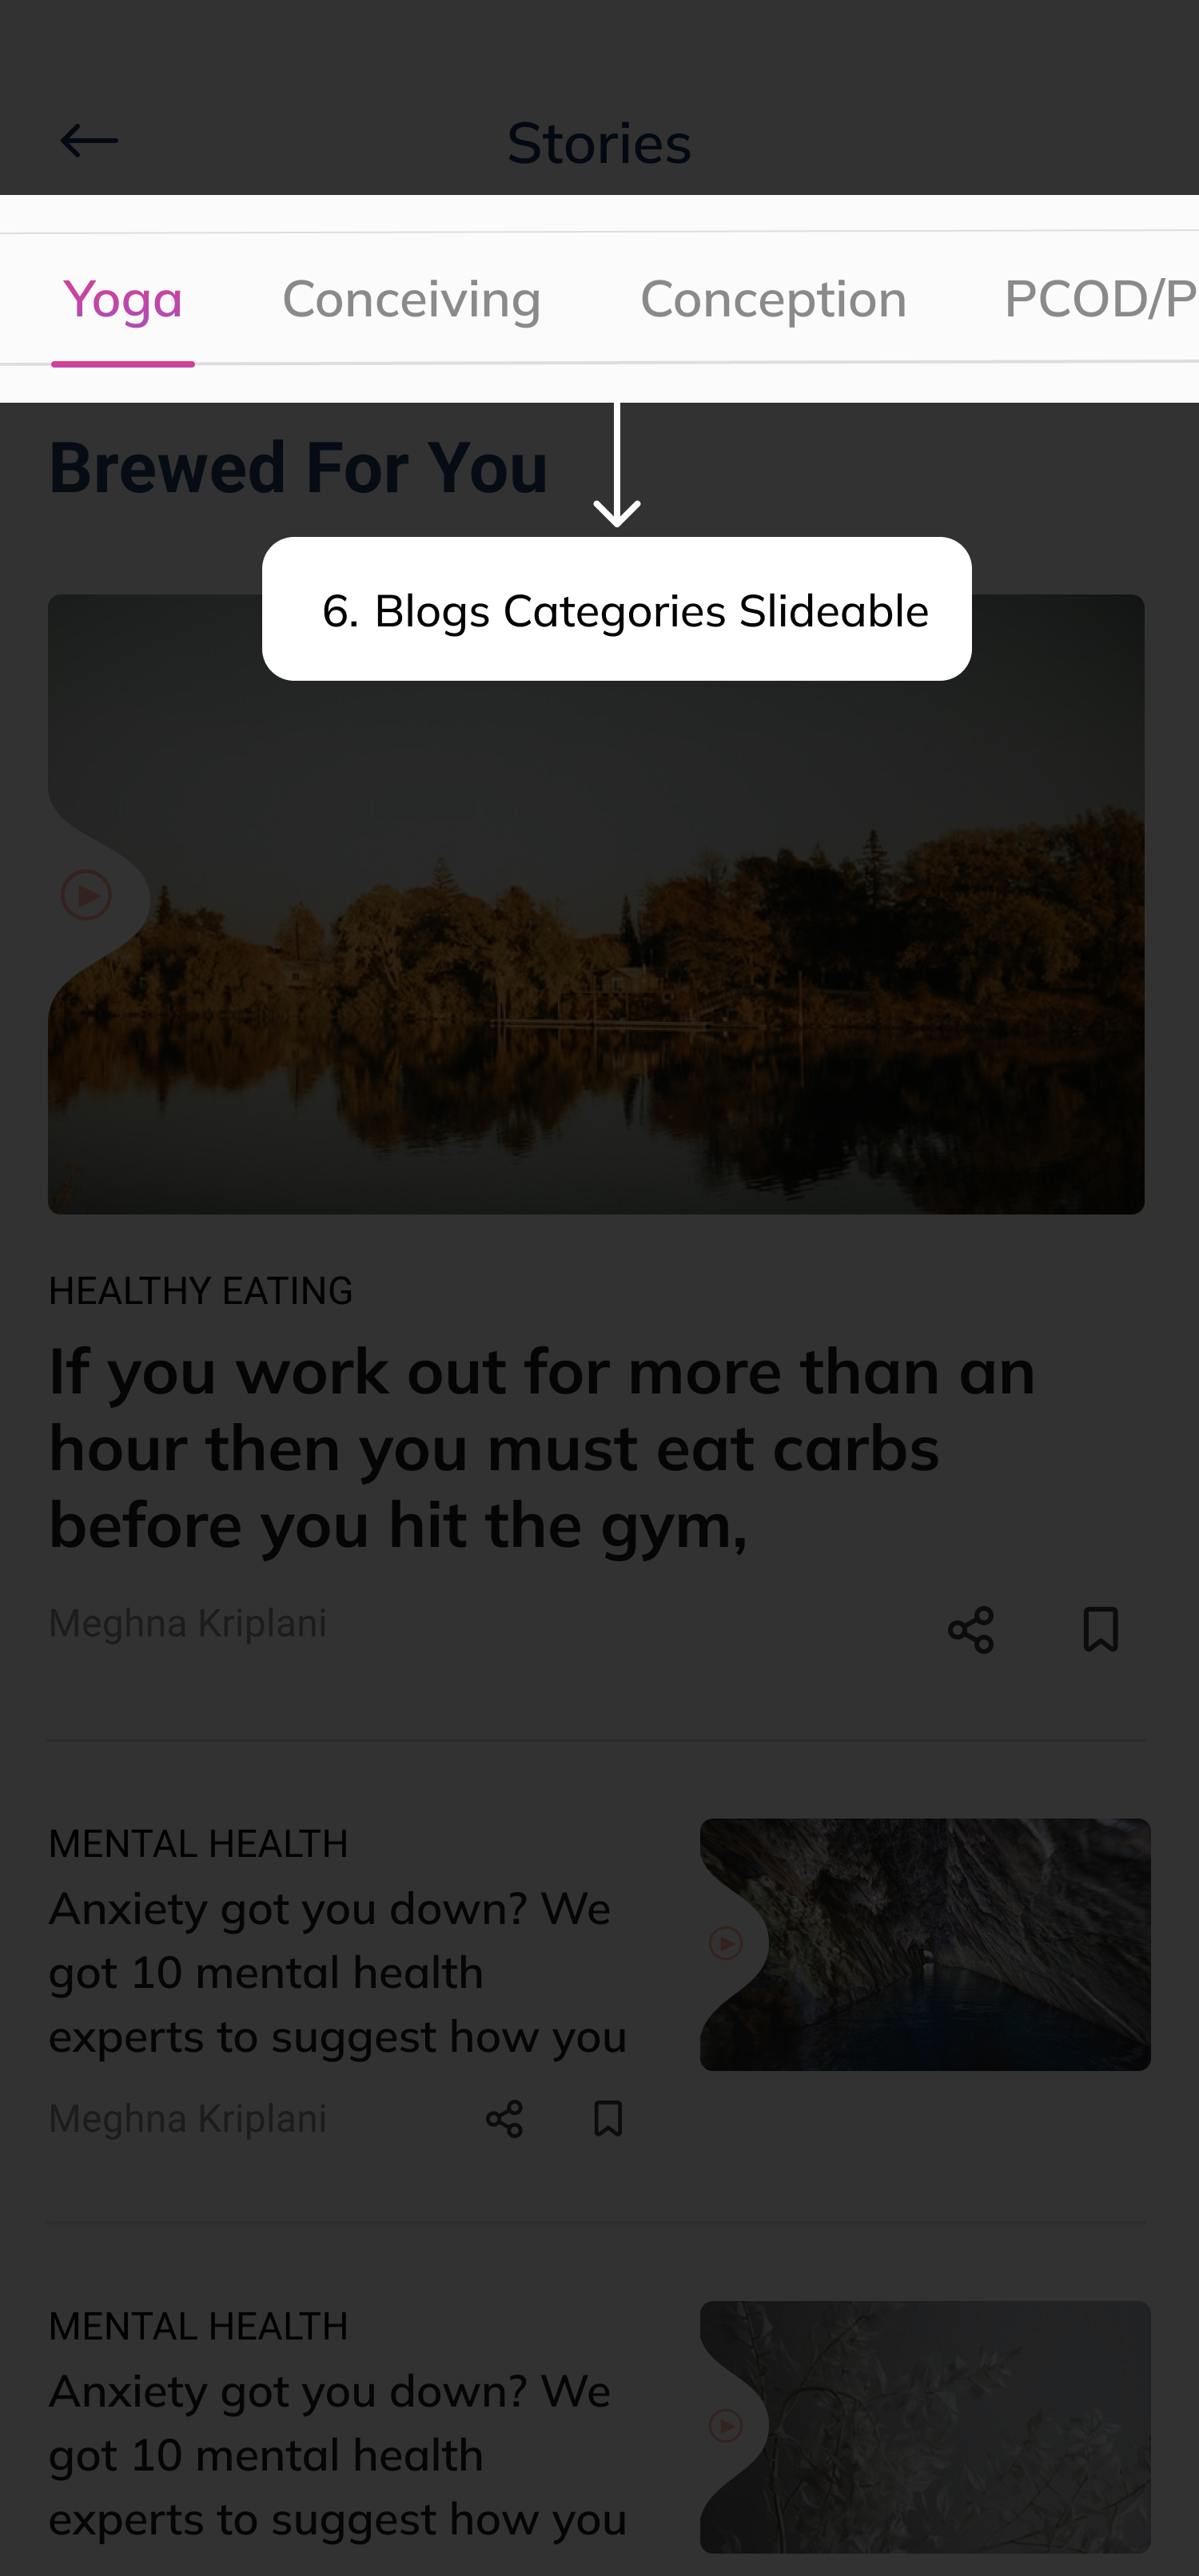 Stories
Yoga Conceiving Conception PCOD/P
Brewed For You
6. Blogs Categories Slideable
HEALTHY EATING
If you work out for more than an
hour then you must eat carbs
before you hit the gym,
Meghna Kriplani
MENTAL HEALTH
Anxiety got you down? We
got 10 mental health
experts to suggest how you
Meghna Kriplani
MENTAL HEALTH
Anxiety got you down? We
got 10 mental health
experts to suggest how you